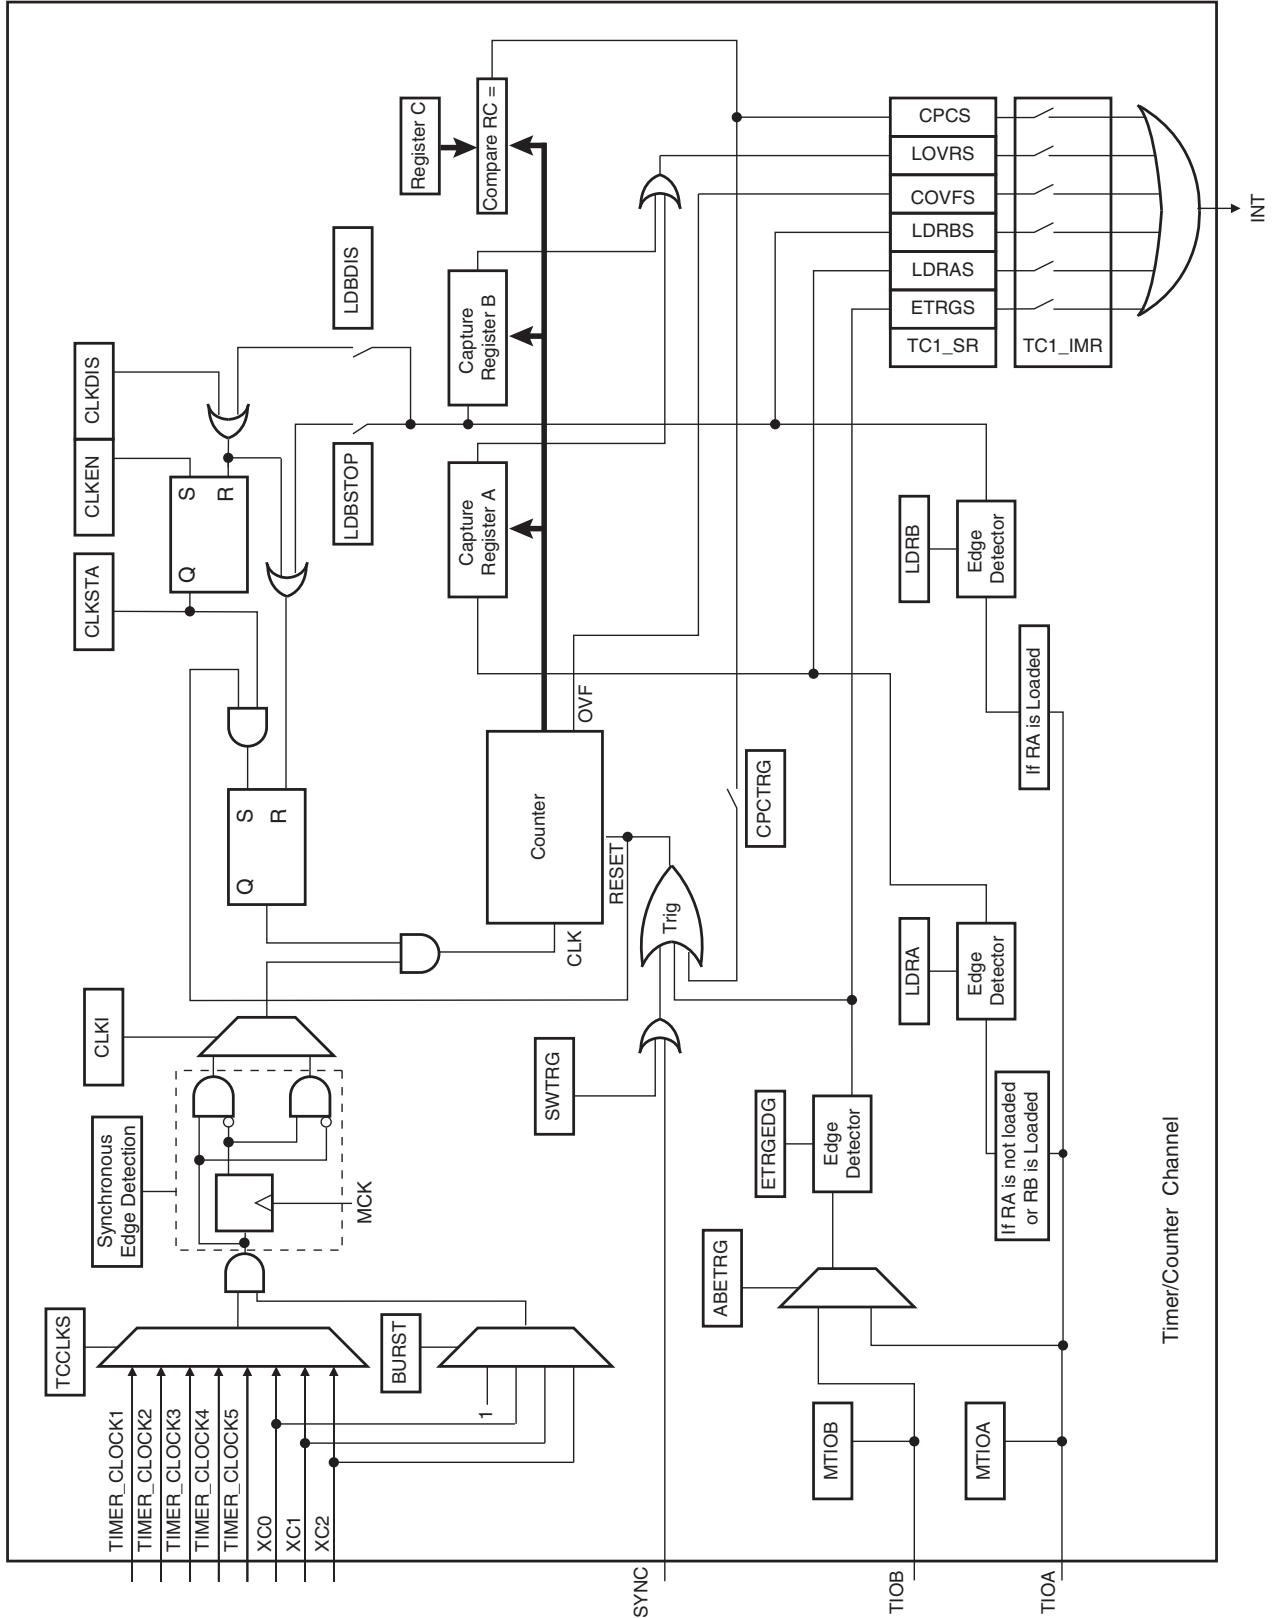 TCCLKS
TIMER_CLOCK1
TIMER_CLOCK2
TIMER_CLOCK3
TIMER_CLOCK4
TIMER_CLOCK5
XC0
XC1
XC2
BURST
1
Synchronous
Edge Detection
MCK
CLKI
CLKSTA
CLKEN
CLKDIS
Q
S
R
Q
S
R
LDBSTOP
LDBDIS
Register C
Compare RC =
Capture
Register A
Capture
Register B
Counter
CLK
RESET
OVF
SWTRG
SYNC
Trig
CPCTRG
ABETRG
ETRGEDG
Edge
Detector
MTIOB
TIOB
MTIOA
TIOA
LDRA
Edge
Detector
If RA is not loaded
or RB is Loaded
LDRB
Edge
Detector
If RA is Loaded
CPCS
LOVRS
COVFS
LDRBS
LDRAS
ETRGS
TC1_SR
TC1_IMR
INT
Timer/Counter Channel